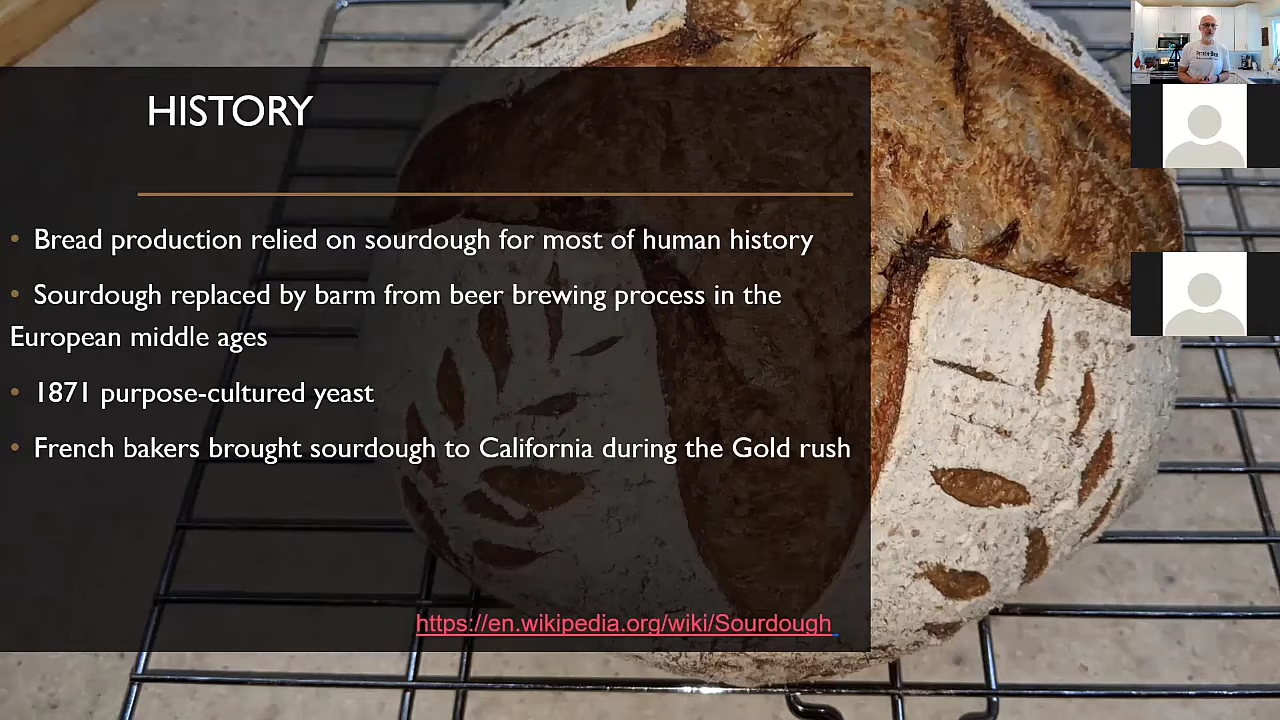 HISTORY
• Bread production relied on sourdough for most of human history
• Sourdough replaced by barm from beer brewing process in the
European middle ages
• 1871 purpose-cultured yeast
• French bakers brought sourdough to California during the Gold rush
https://en.wikipedia.org/wiki/Sourdough